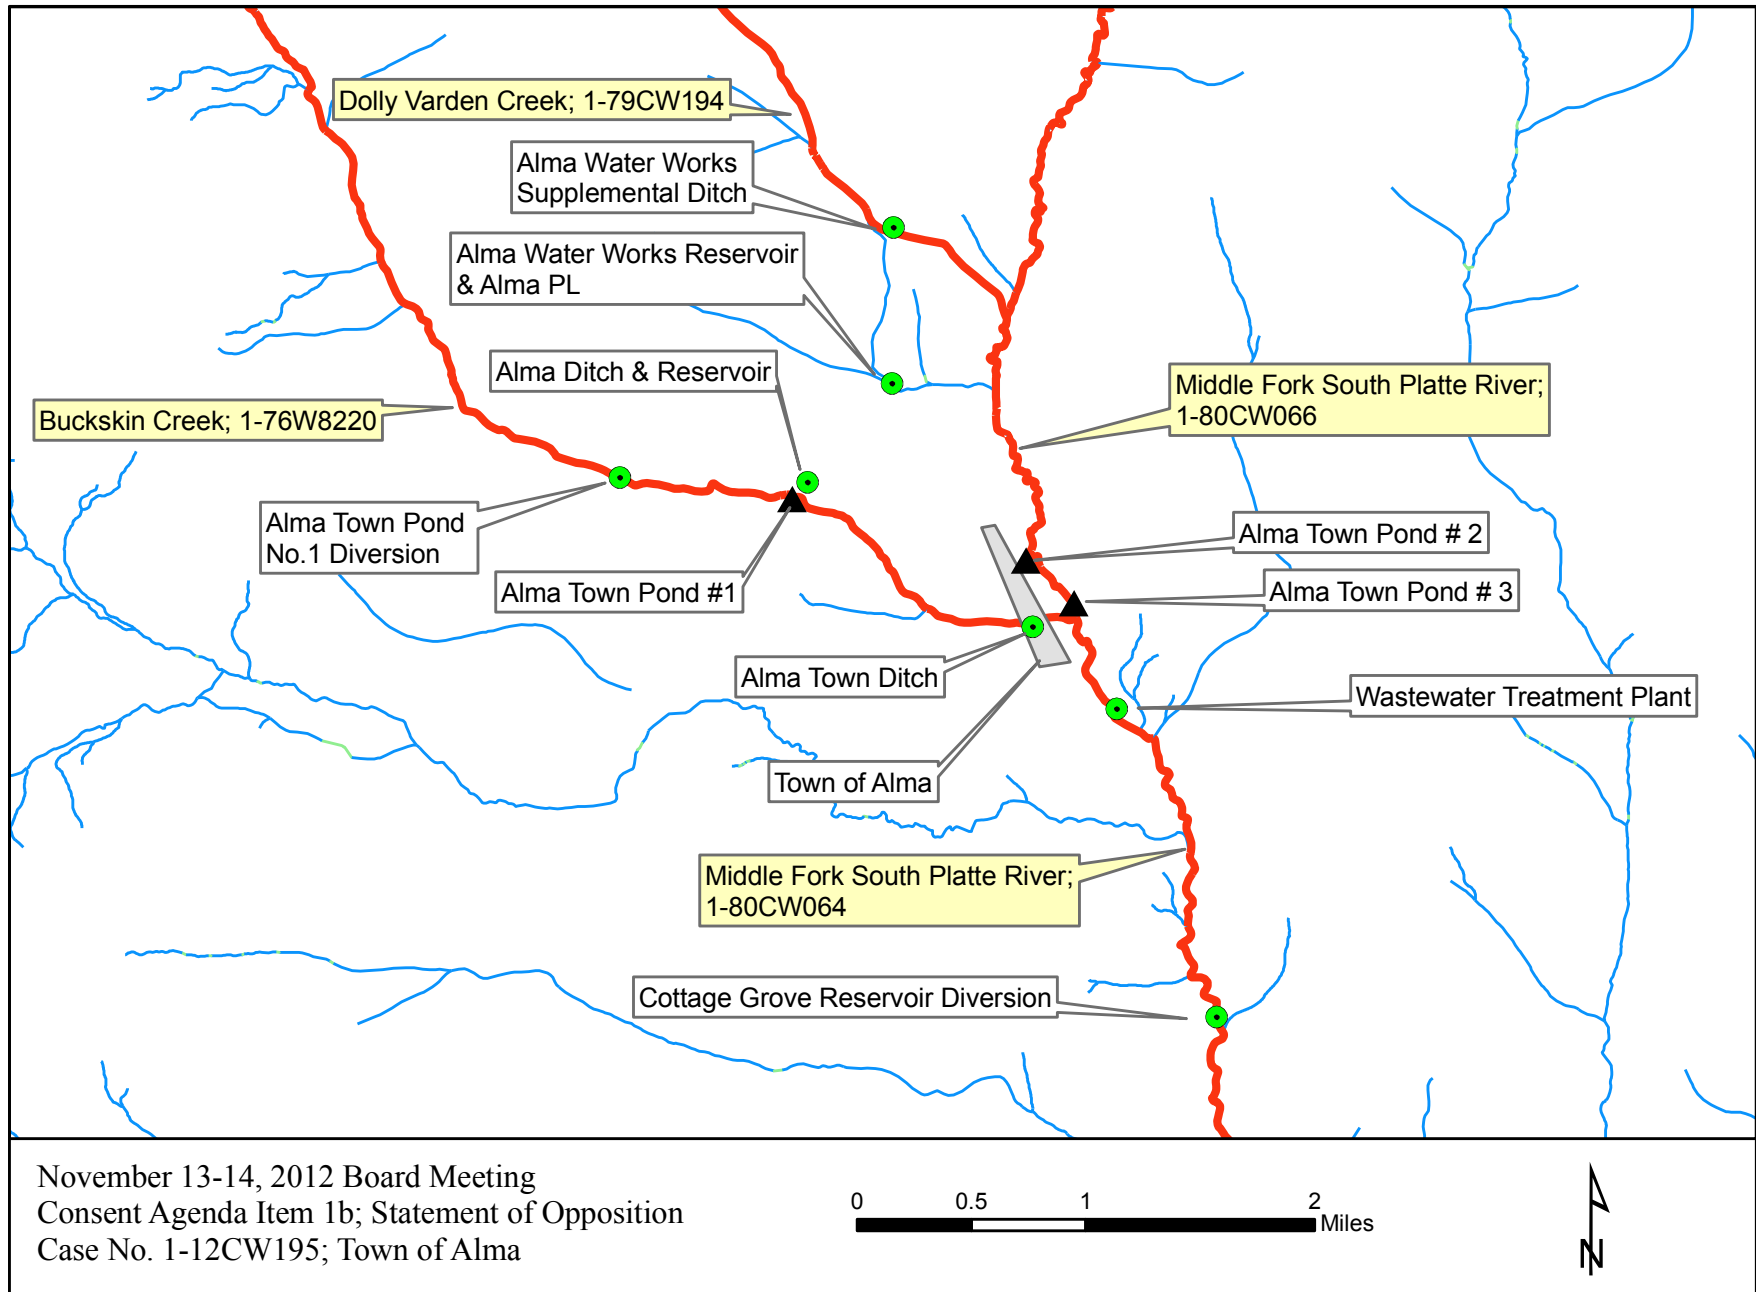 Dolly Varden Creek; 1-79CW194
Alma Water Works
Supplemental Ditch
Alma Water Works Reservoir
& Alma PL
Alma Ditch & Reservoir
Middle Fork South Platte River;
1-80CW066
Buckskin Creek; 1-76W8220
Alma Town Pond
No.1 Diversion
Alma Town Pond # 2
Alma Town Pond #1
Alma Town Pond # 3
Alma Town Ditch
Wastewater Treatment Plant
Town of Alma
Middle Fork South Platte River;
1-80CW064
Cottage Grove Reservoir Diversion
November 13-14, 2012 Board Meeting
Consent Agenda Item 1b; Statement of Opposition
Case No. 1-12CW195; Town of Alma
0 0.5 1 2
Miles
N